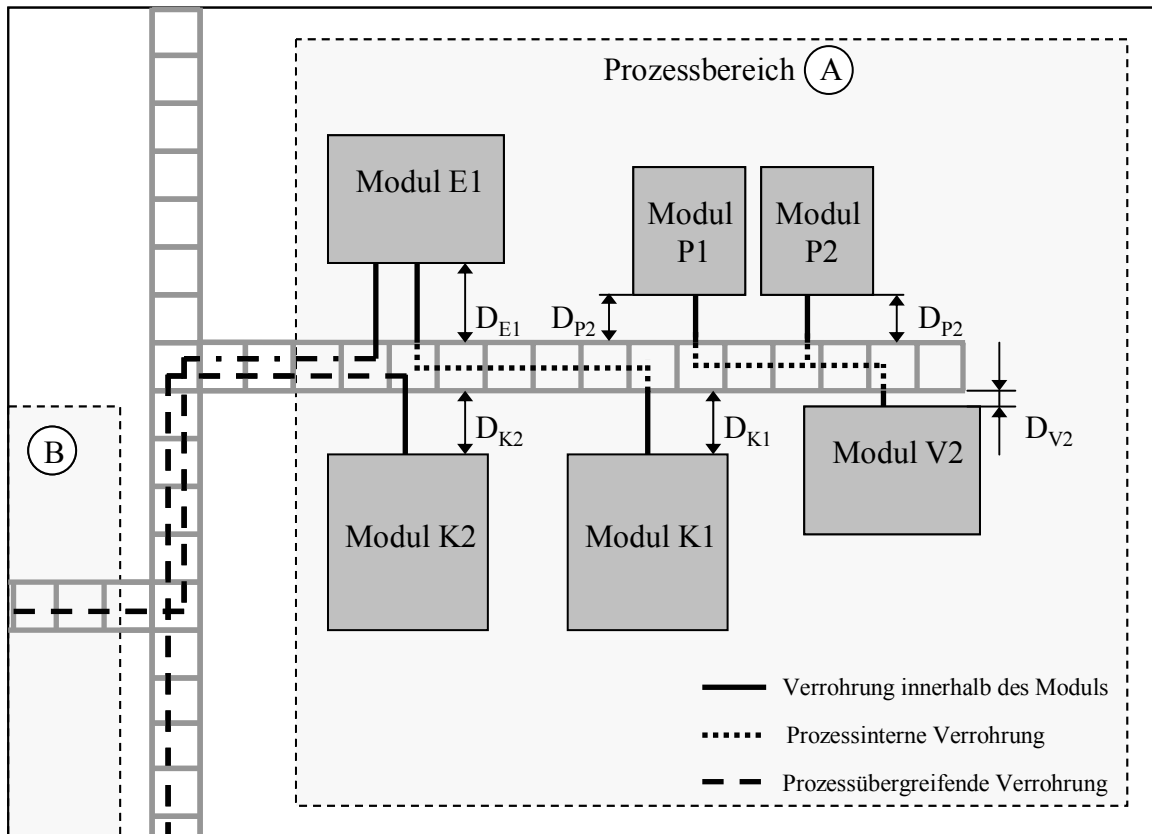 Prozessbereich A
Modul E1
Modul
P1
Modul
P2
D_E1
D_P2
D_P2
B
D_K2
D_K1
D_V2
Modul V2
Modul K2
Modul K1
Verrohrung innerhalb des Moduls
Prozessinterne Verrohrung
Prozessübergreifende Verrohrung